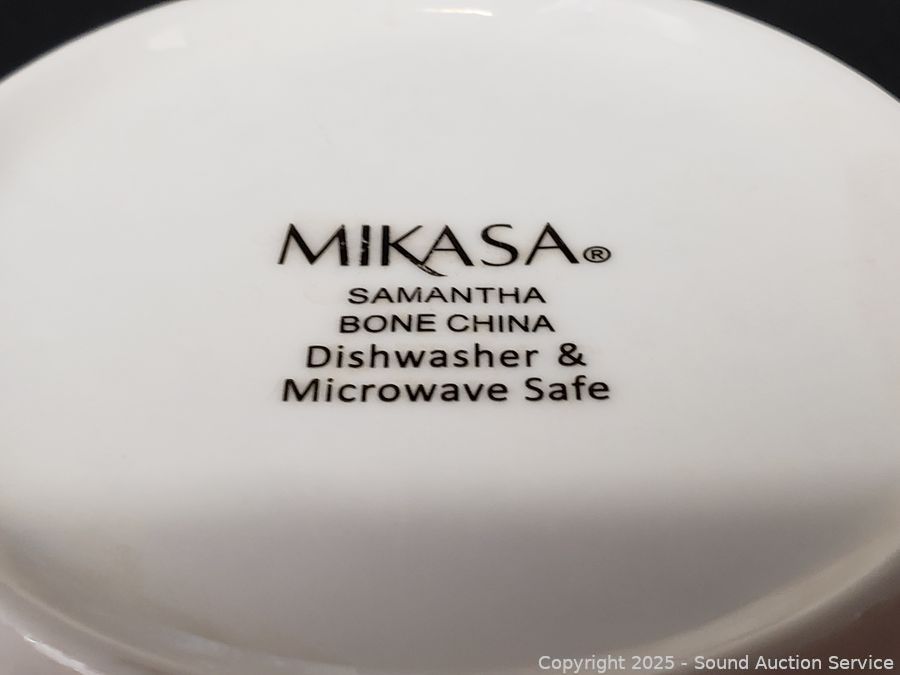 MIKASA®
SAMANTHA
BONE CHINA
Dishwasher &
Microwave Safe
Copyright 2025 - Sound Auction Service